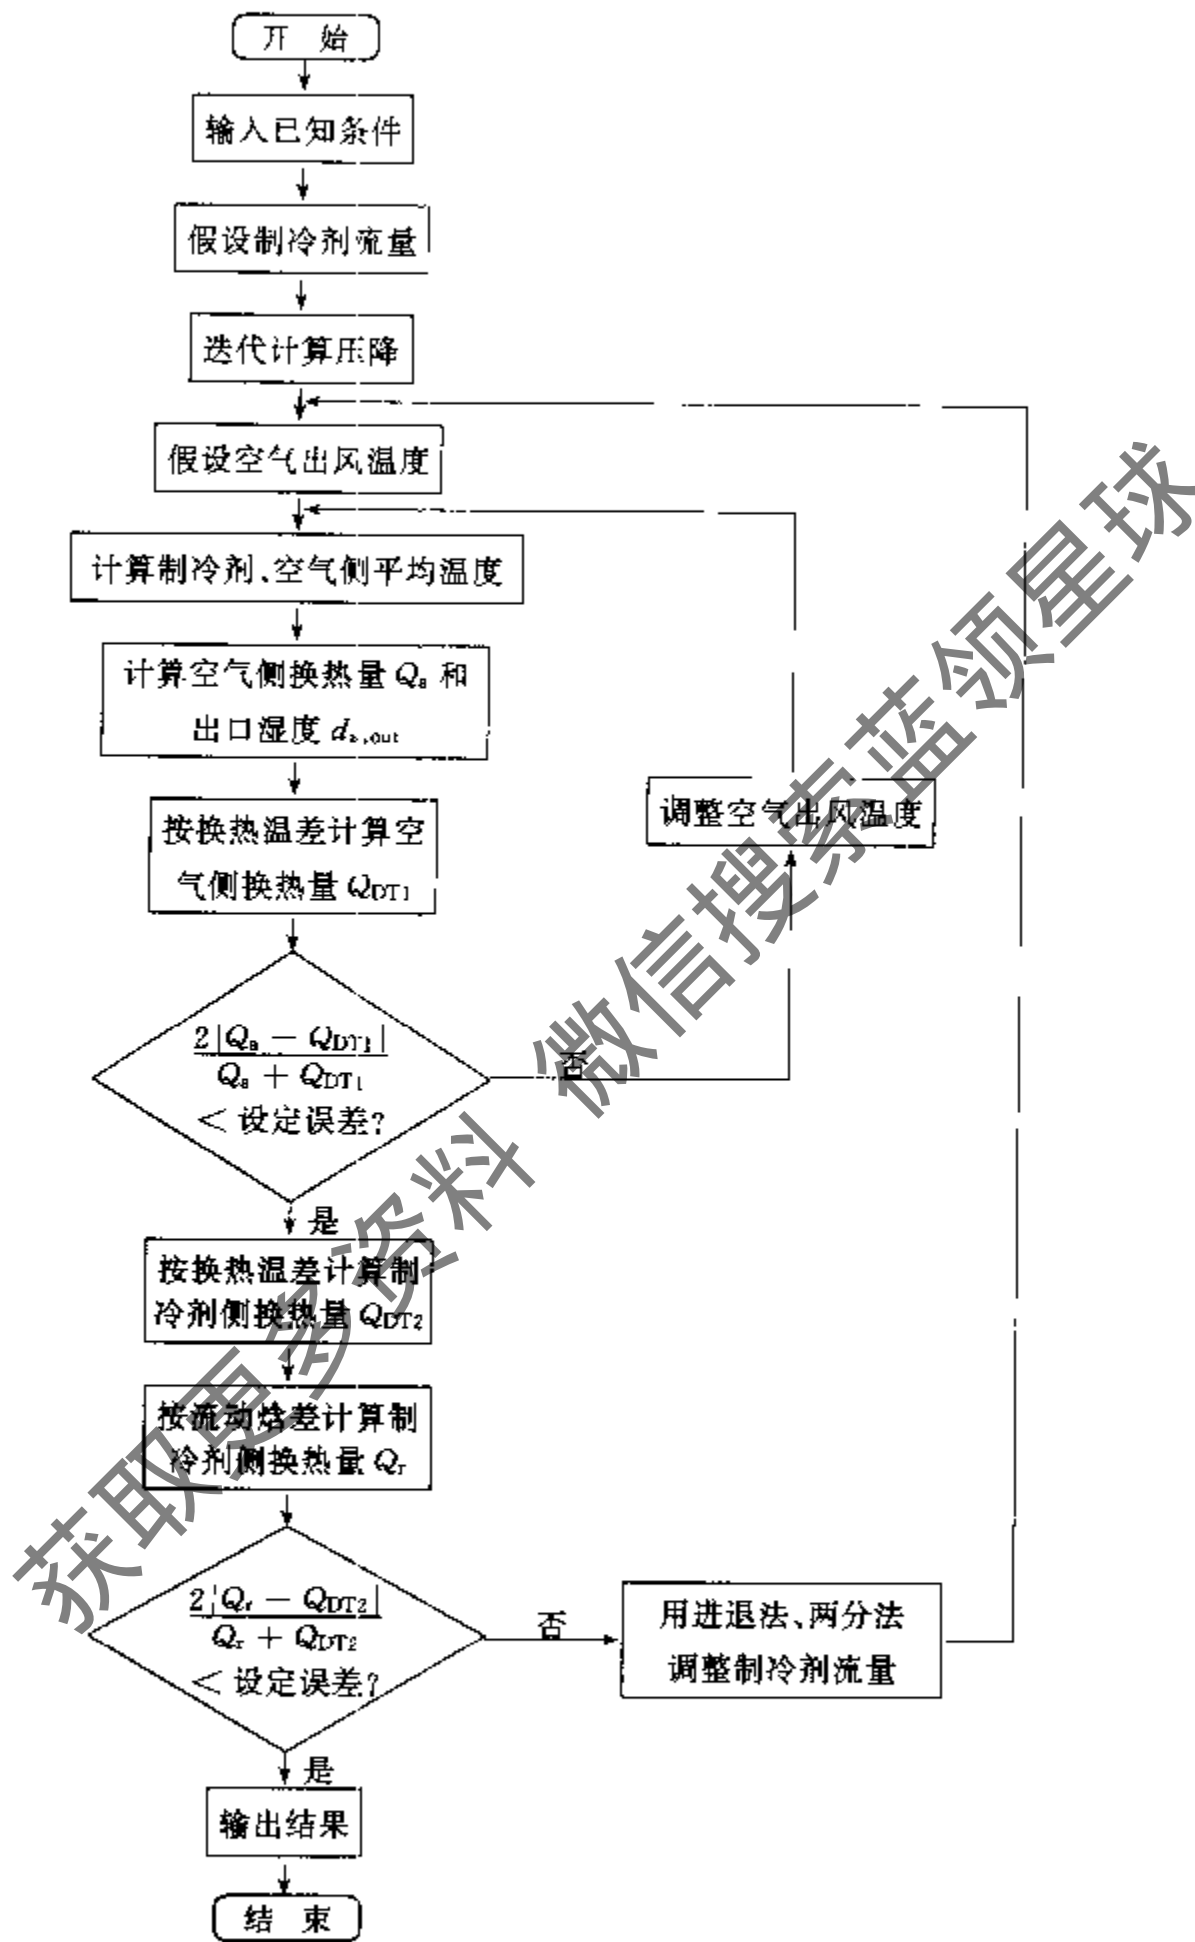 开 始
输入已知条件
假设制冷剂流量
迭代计算压降
假设空气出风温度
计算制冷剂、空气侧平均温度
计算空气侧换热量 Qa 和
出口湿度 da,out
按换热温差计算空
气侧换热量 QDT1
调整空气出风温度
2|Qa − QDT1|
Qa + QDT1
< 设定误差?
否
是
按换热温差计算制
冷剂侧换热量 QDT2
按流动焓差计算制
冷剂侧换热量 Qr
2|Qr − QDT2|
Qr + QDT2
< 设定误差?
否
用进退法、两分法
调整制冷剂流量
是
输出结果
结 束
获取更多资料 微信搜索蓝领星球